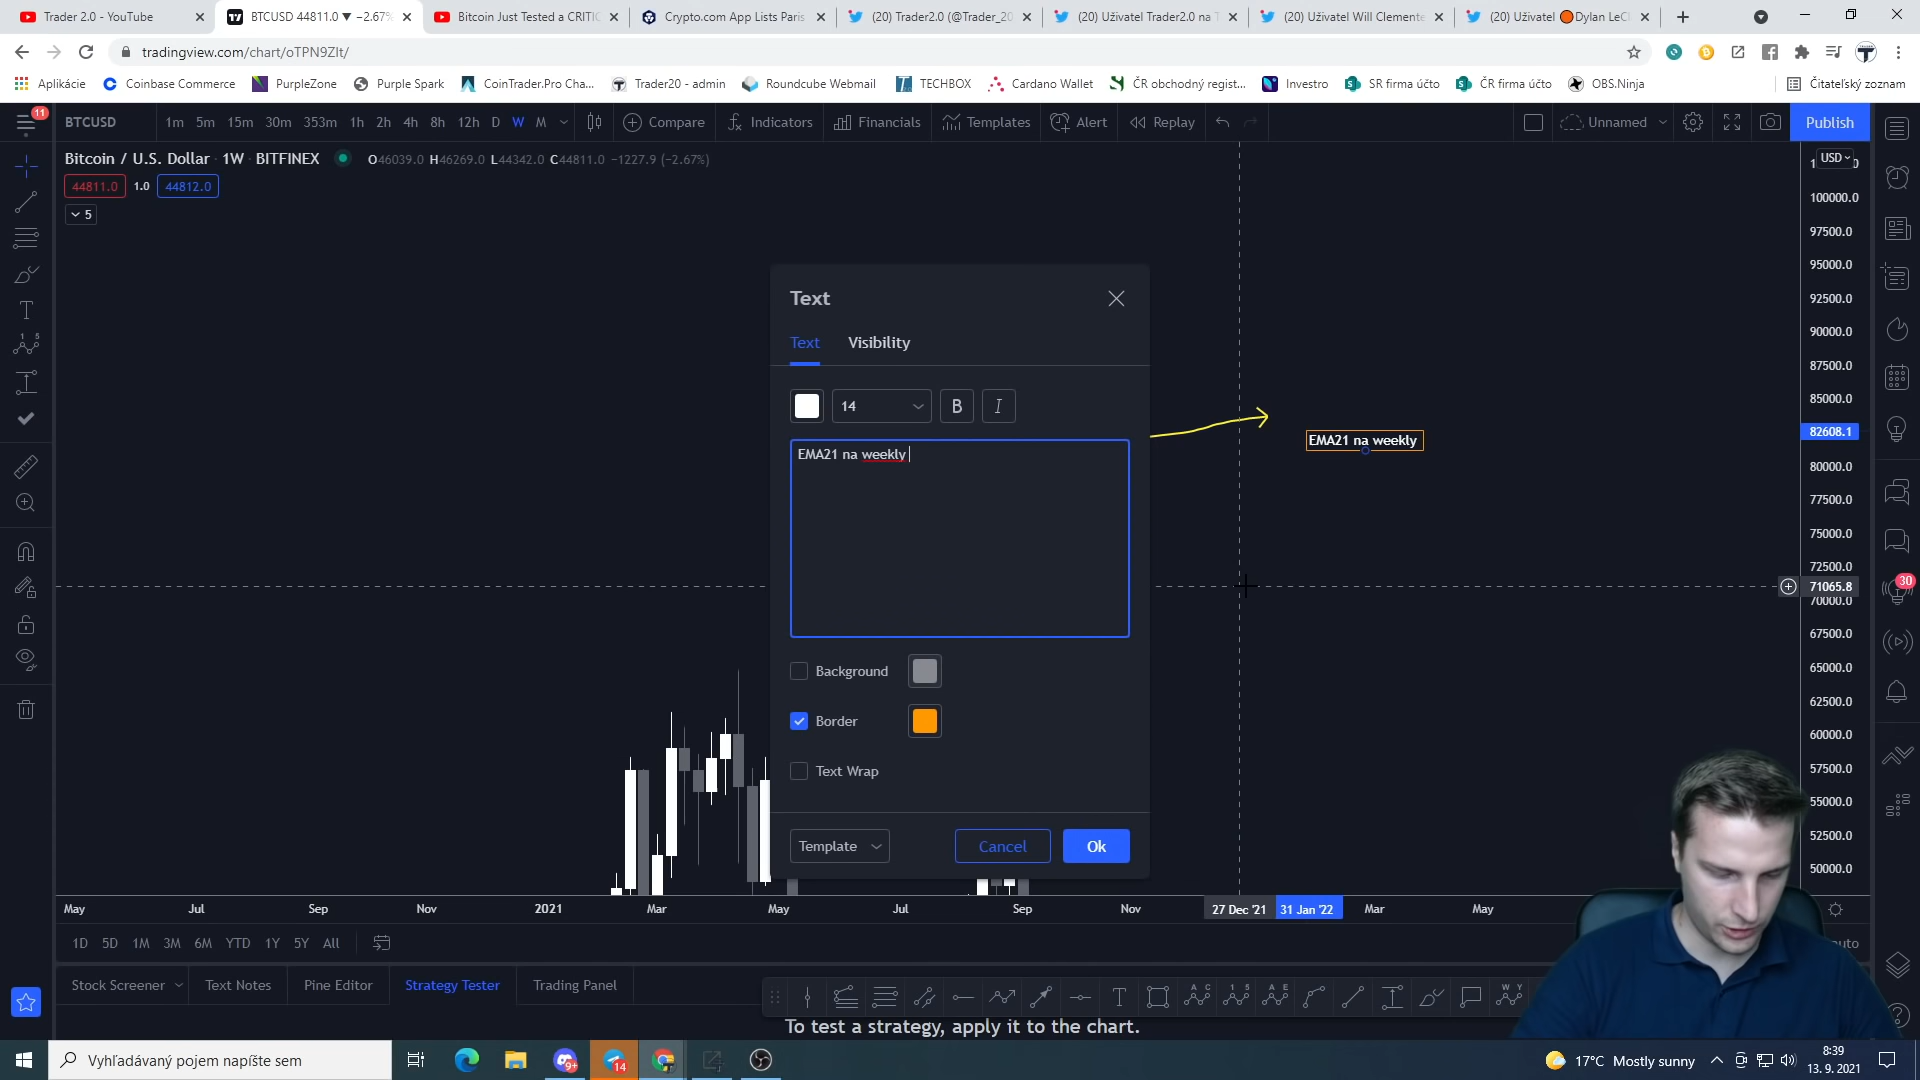 Trader 2.0 - YouTube
BTCUSD 44811.0 ▼ −2.67%
Bitcoin Just Tested a CRITIC
Crypto.com App Lists Paris
(20) Trader2.0 (@Trader_20
(20) Uživatel Trader2.0 na T
(20) Uživatel Will Clemente
(20) Uživatel 🟠Dylan LeCl
tradingview.com/chart/oTPN9ZIt/
Aplikácie
Coinbase Commerce
PurpleZone
Purple Spark
CoinTrader.Pro Cha...
Trader20 - admin
Roundcube Webmail
TECHBOX
Cardano Wallet
ČR obchodný regist...
Investro
SR firma účto
ČR firma účto
OBS.Ninja
Čitateľský zoznam
11
BTCUSD
1m 5m 15m 30m 353m 1h 2h 4h 8h 12h D W M
Compare
Indicators
Financials
Templates
Alert
Replay
Unnamed
Publish
Bitcoin / U.S. Dollar · 1W · BITFINEX
O46039.0 H46269.0 L44342.0 C44811.0 −1227.9 (−2.67%)
USD
44811.0 1.0 44812.0
5
100000.0
97500.0
95000.0
92500.0
90000.0
87500.0
85000.0
82608.1
80000.0
77500.0
75000.0
72500.0
71065.8
70000.0
67500.0
65000.0
62500.0
60000.0
57500.0
55000.0
52500.0
50000.0
30
Text
Text
Visibility
14
B
I
EMA21 na weekly
EMA21 na weekly
Background
Border
Text Wrap
Template
Cancel
Ok
May Jul Sep Nov 2021 Mar May Jul Sep Nov 27 Dec '21 31 Jan '22 Mar May
1D 5D 1M 3M 6M YTD 1Y 5Y All
auto
Stock Screener
Text Notes
Pine Editor
Strategy Tester
Trading Panel
To test a strategy, apply it to the chart.
Vyhľadávaný pojem napíšte sem
9+
14
17°C Mostly sunny
8:39
13. 9. 2021